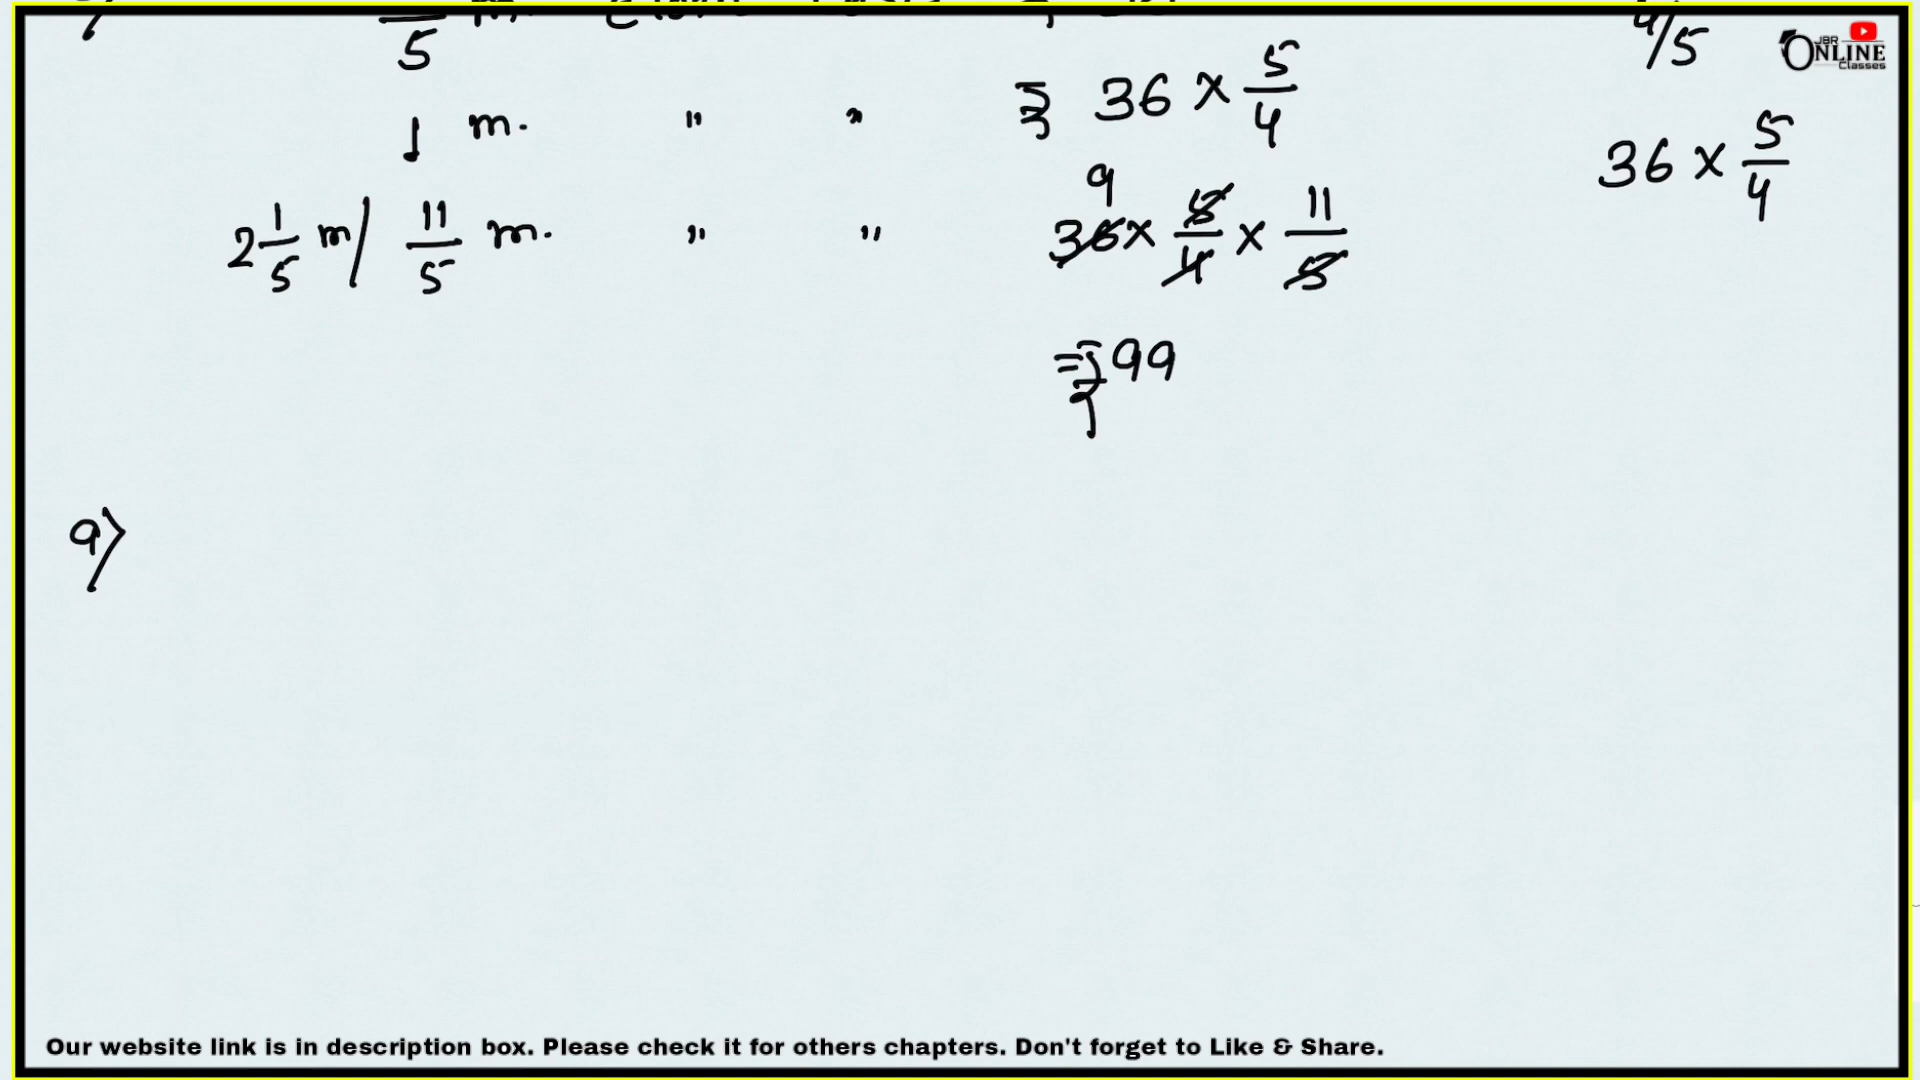 5
4/5
JBR ONLINE Classes
1 m. " " ₹ 36 × 5/4
36 × 5/4
9
2 1/5 m / 11/5 m. " " 36 × 5/4 × 11/5
= ₹ 99
9)
Our website link is in description box. Please check it for others chapters. Don't forget to Like & Share.